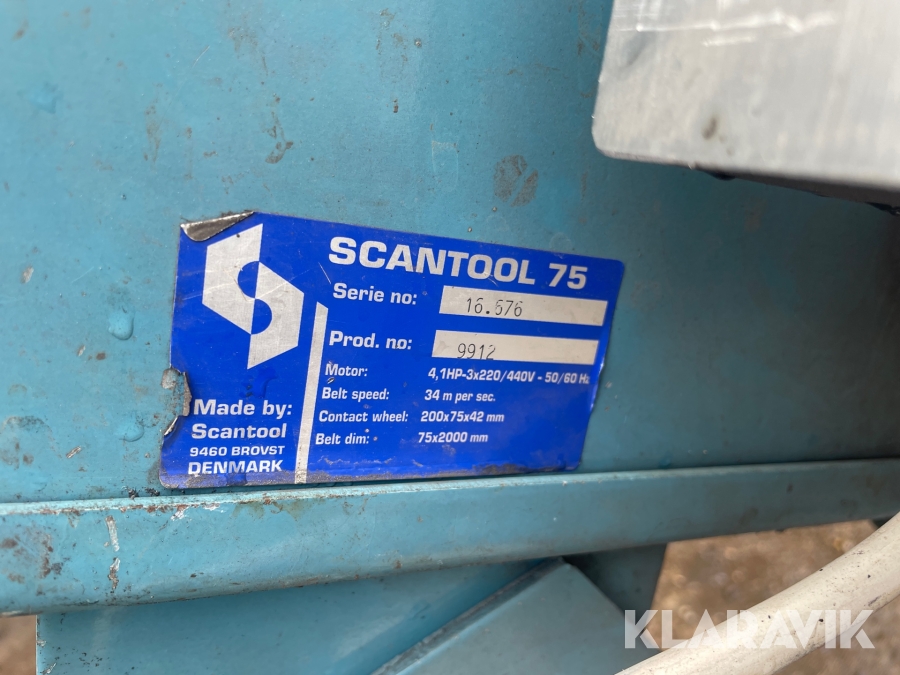 SCANTOOL 75
Serie no: 16.676
Prod. no: 9912
Motor: 4,1HP-3x220/440V - 50/60 Hz
Belt speed: 34 m per sec.
Contact wheel: 200x75x42 mm
Belt dim: 75x2000 mm
Made by:
Scantool
9460 BROVST
DENMARK
KLARAVIK